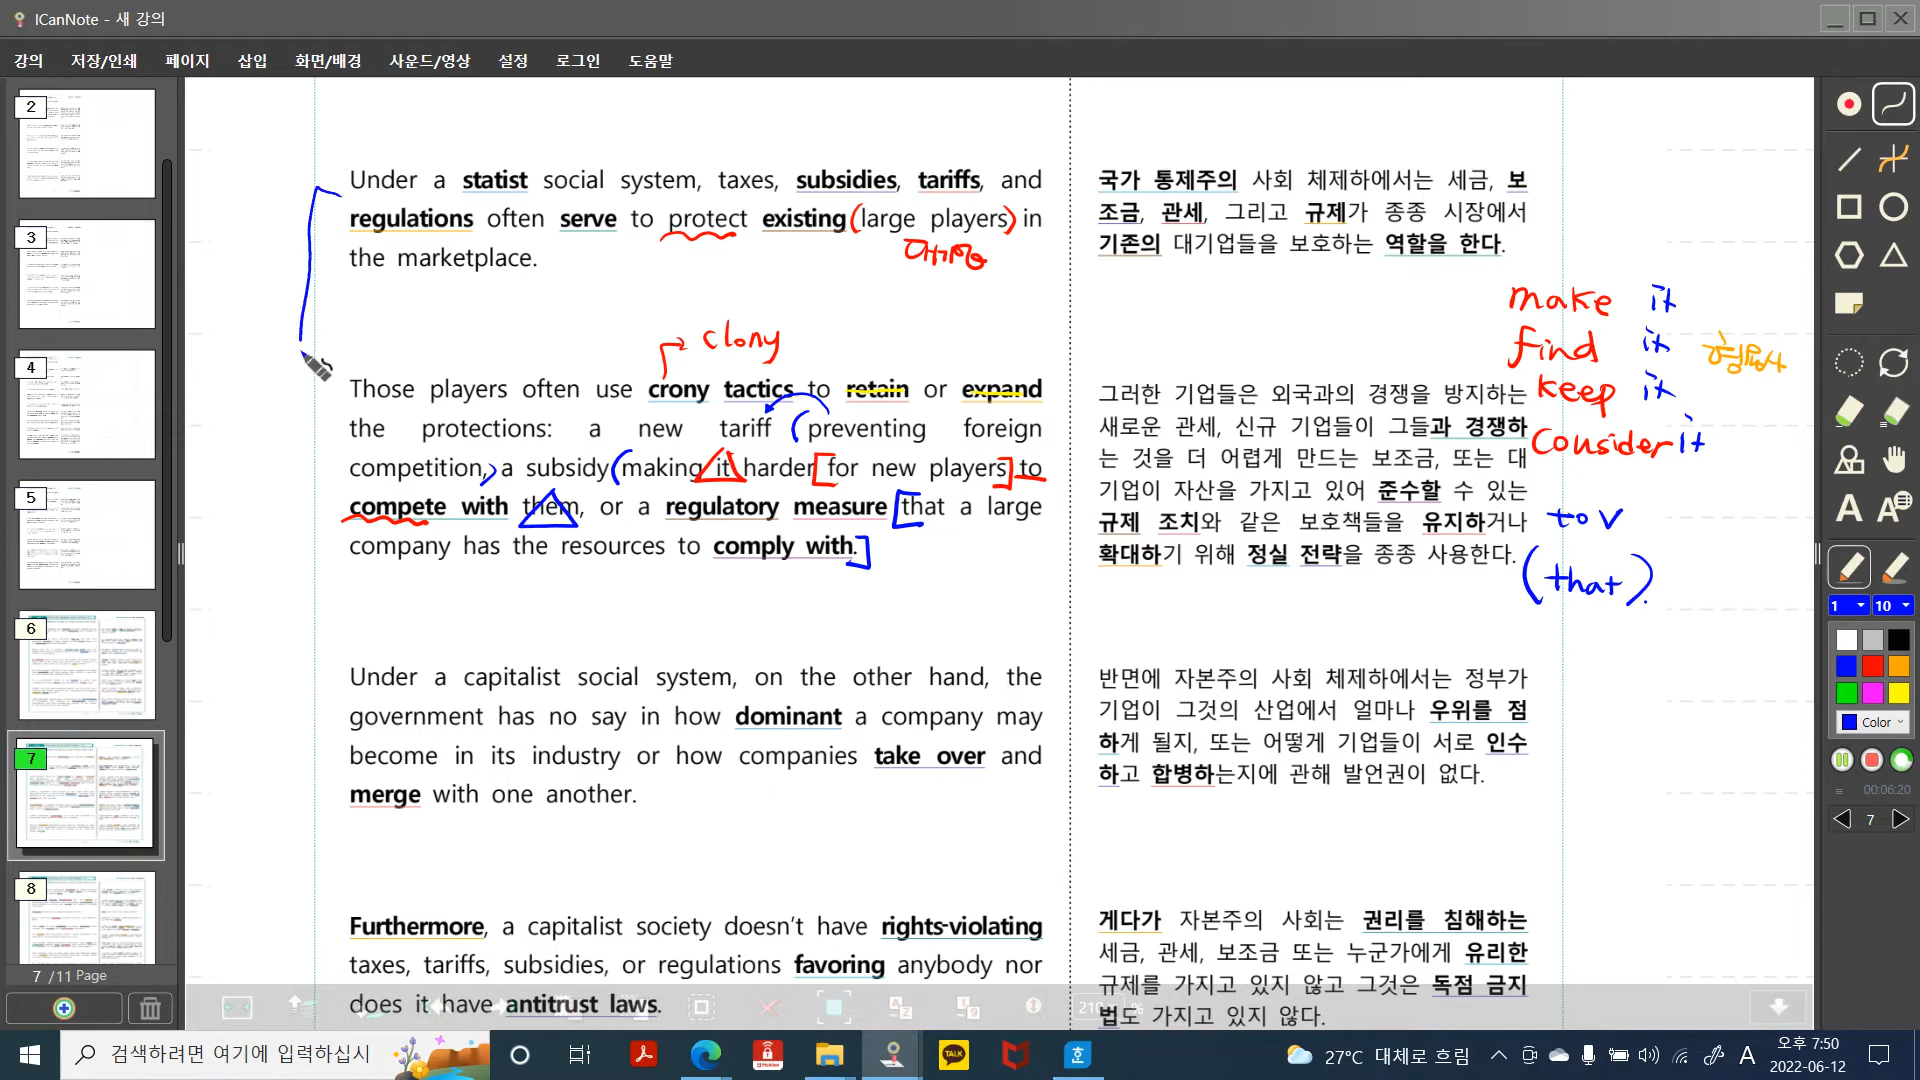 ICanNote - 새 강의
강의 저장/인쇄 페이지 삽입 화면/배경 사운드/영상 설정 로그인 도움말
2
3
4
5
6
7
8
7 / 11 Page
Under a statist social system, taxes, subsidies, tariffs, and
regulations often serve to protect existing (large players) in
the marketplace.
대기업
clony
Those players often use crony tactics to retain or expand
the protections: a new tariff (preventing foreign
competition,) a subsidy (making it harder [for new players] to
compete with them, or a regulatory measure [that a large
company has the resources to comply with.]
Under a capitalist social system, on the other hand, the
government has no say in how dominant a company may
become in its industry or how companies take over and
merge with one another.
Furthermore, a capitalist society doesn't have rights-violating
taxes, tariffs, subsidies, or regulations favoring anybody nor
does it have antitrust laws.
국가 통제주의 사회 체제하에서는 세금, 보
조금, 관세, 그리고 규제가 종종 시장에서
기존의 대기업들을 보호하는 역할을 한다.
그러한 기업들은 외국과의 경쟁을 방지하는
새로운 관세, 신규 기업들이 그들과 경쟁하
는 것을 더 어렵게 만드는 보조금, 또는 대
기업이 자산을 가지고 있어 준수할 수 있는
규제 조치와 같은 보호책들을 유지하거나
확대하기 위해 정실 전략을 종종 사용한다.
반면에 자본주의 사회 체제하에서는 정부가
기업이 그것의 산업에서 얼마나 우위를 점
하게 될지, 또는 어떻게 기업들이 서로 인수
하고 합병하는지에 관해 발언권이 없다.
게다가 자본주의 사회는 권리를 침해하는
세금, 관세, 보조금 또는 누군가에게 유리한
규제를 가지고 있지 않고 그것은 독점 금지
법도 가지고 있지 않다.
make it
find it 형용사
keep it
Consider it
to V
(that).
1 10
Color
00:06:20
7
210 %
검색하려면 여기에 입력하십시
27°C 대체로 흐림
A
오후 7:50
2022-06-12